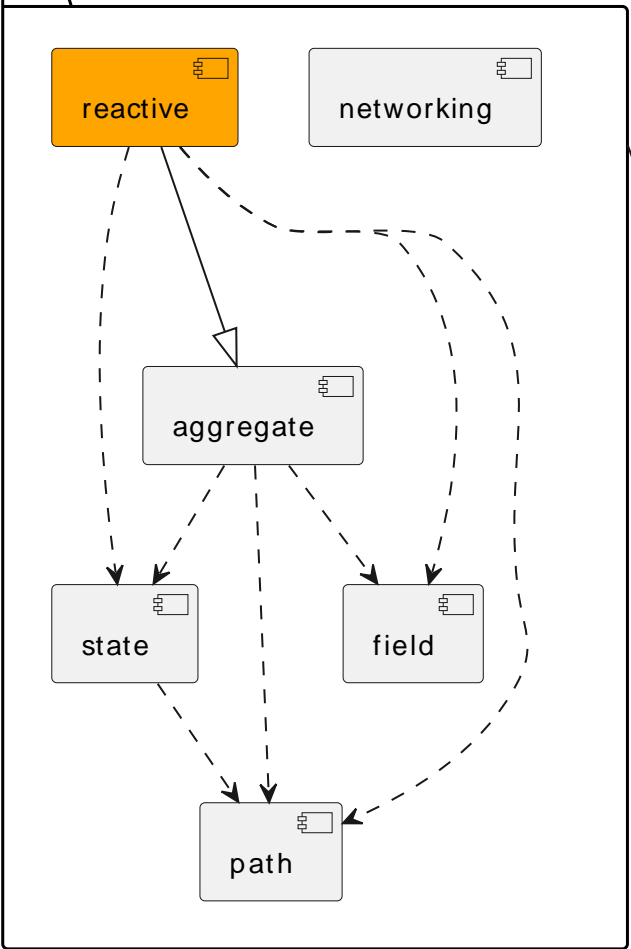 reactive
networking
aggregate
state
field
path